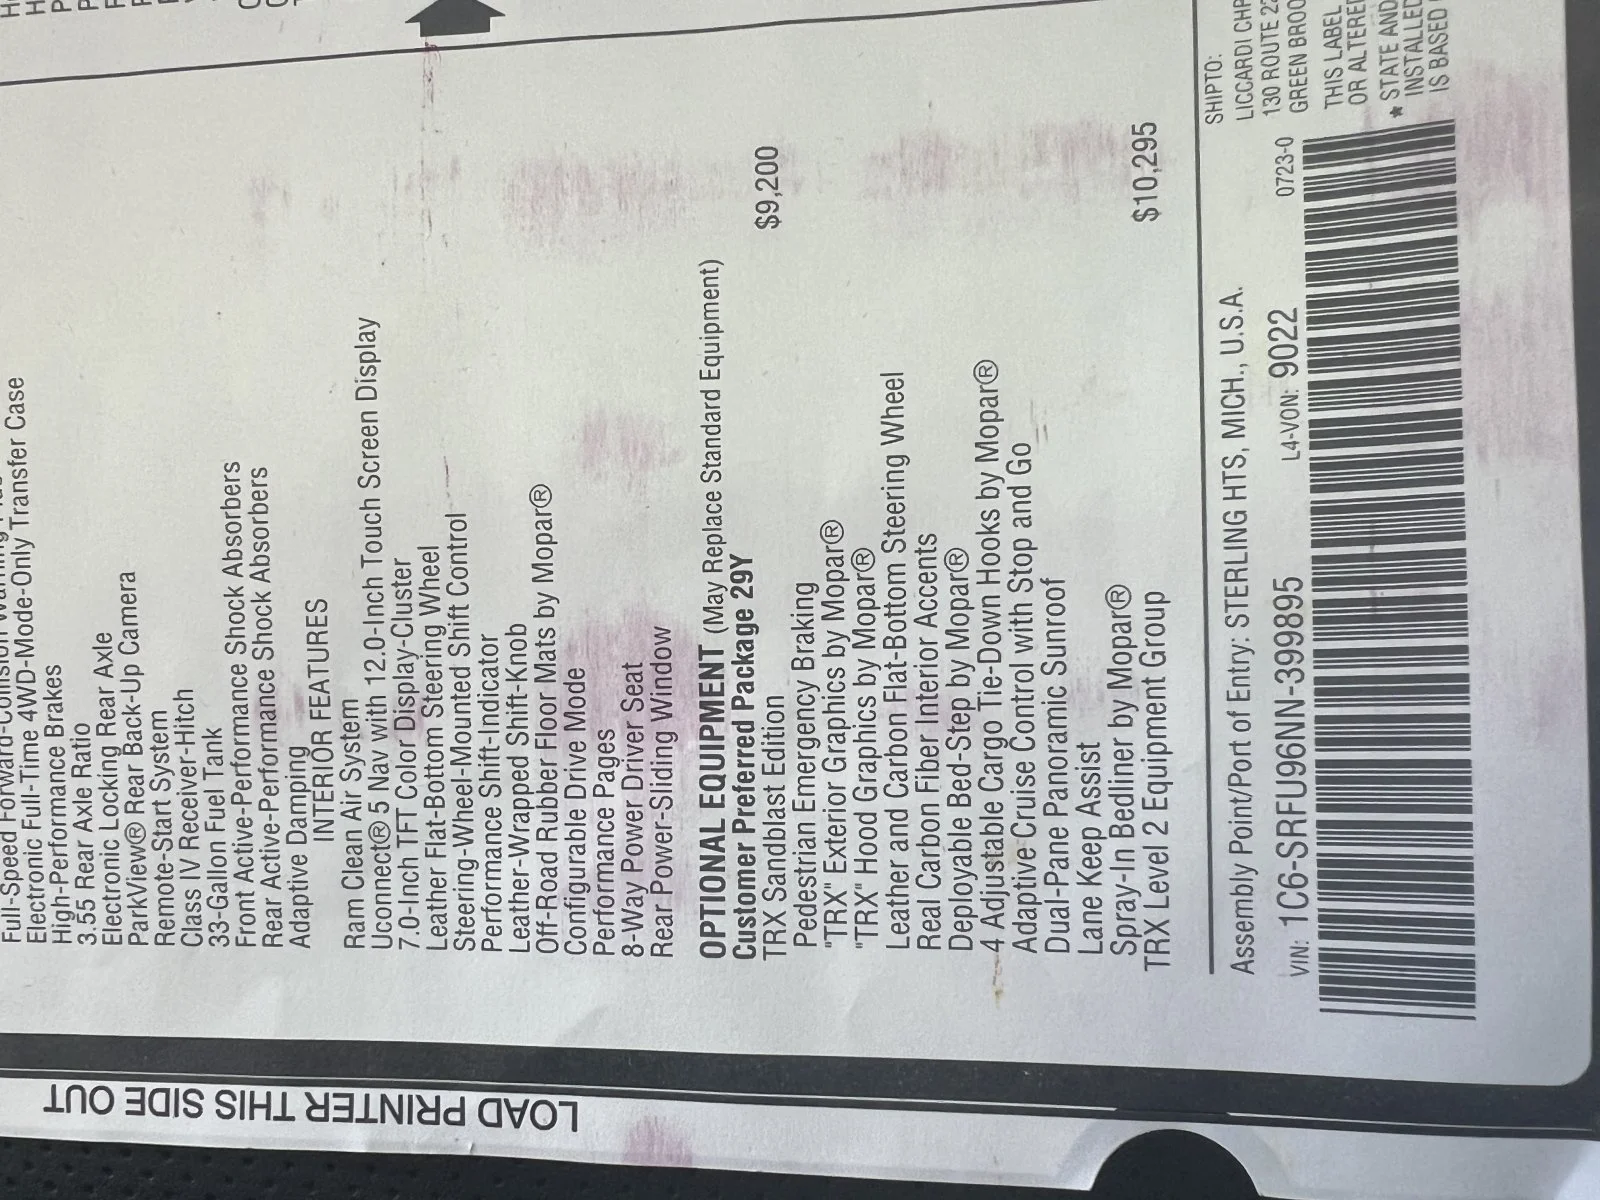 Full-Speed Forward-Collision Warning
Electronic Full-Time 4WD-Mode-Only Transfer Case
High-Performance Brakes
3.55 Rear Axle Ratio
Electronic Locking Rear Axle
ParkView® Rear Back-Up Camera
Remote-Start System
Class IV Receiver-Hitch
33-Gallon Fuel Tank
Front Active-Performance Shock Absorbers
Rear Active-Performance Shock Absorbers
Adaptive Damping
INTERIOR FEATURES
Ram Clean Air System
Uconnect® 5 Nav with 12.0-Inch Touch Screen Display
7.0-Inch TFT Color Display-Cluster
Leather Flat-Bottom Steering Wheel
Steering-Wheel-Mounted Shift Control
Performance Shift-Indicator
Leather-Wrapped Shift-Knob
Off-Road Rubber Floor Mats by Mopar®
Configurable Drive Mode
Performance Pages
8-Way Power Driver Seat
Rear Power-Sliding Window
OPTIONAL EQUIPMENT (May Replace Standard Equipment)
Customer Preferred Package 29Y
TRX Sandblast Edition $9,200
Pedestrian Emergency Braking
"TRX" Exterior Graphics by Mopar®
"TRX" Hood Graphics by Mopar®
Leather and Carbon Flat-Bottom Steering Wheel
Real Carbon Fiber Interior Accents
Deployable Bed-Step by Mopar®
4 Adjustable Cargo Tie-Down Hooks by Mopar®
Adaptive Cruise Control with Stop and Go
Dual-Pane Panoramic Sunroof
Lane Keep Assist
Spray-In Bedliner by Mopar®
TRX Level 2 Equipment Group $10,295
Assembly Point/Port of Entry: STERLING HTS, MICH., U.S.A.
VIN: 1C6-SRFU96NN-399895 L4-VON: 9022 0723-0
SHIPTO:
LICCARDI CHR
130 ROUTE 22
GREEN BROO
THIS LABEL
OR ALTERED
★ STATE AND
INSTALLED
IS BASED
LOAD PRINTER THIS SIDE OUT